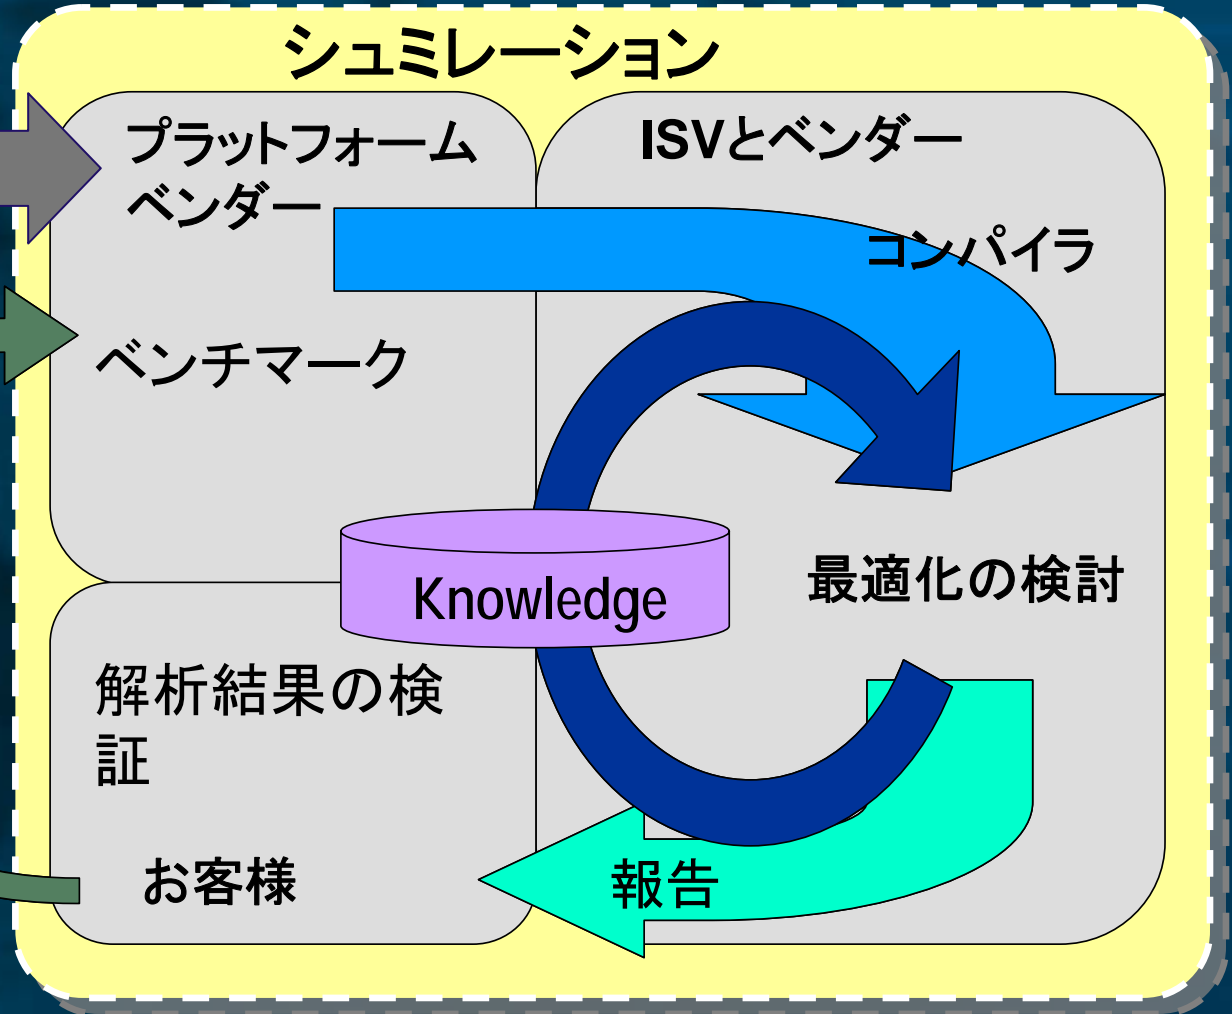 シュミレーション
プラットフォーム
ベンダー
ISVとベンダー
コンパイラ
ベンチマーク
Knowledge
最適化の検討
解析結果の検
証
お客様
報告